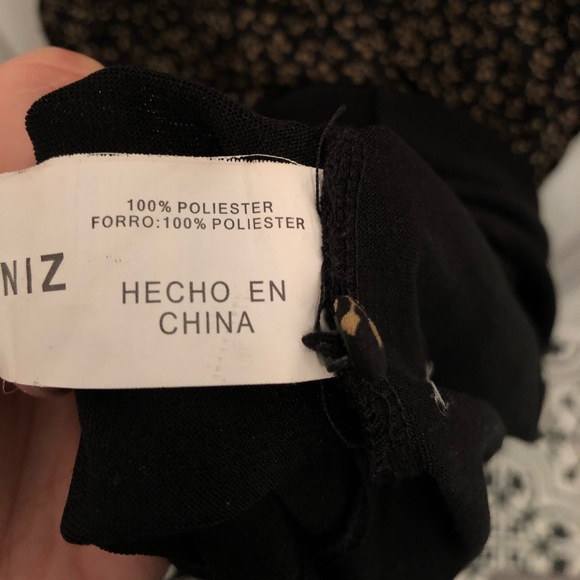 100% POLIESTER
FORRO:100% POLIESTER
NIZ
HECHO EN
CHINA